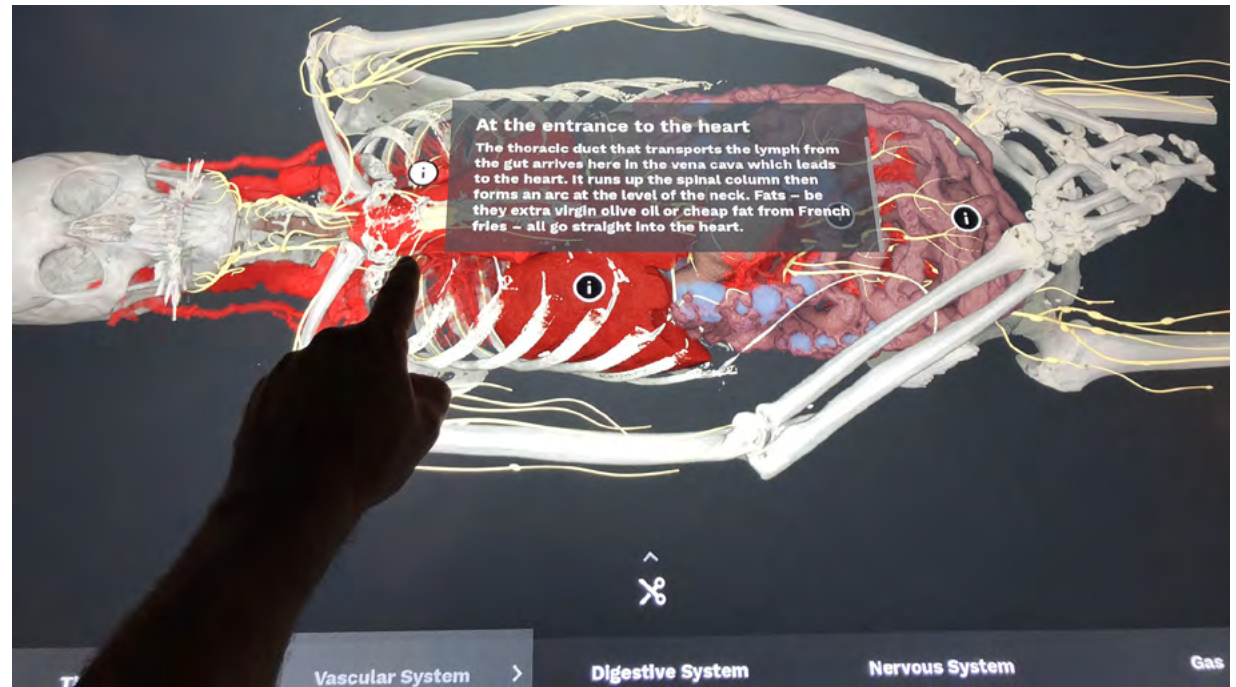 At the entrance to the heart
The thoracic duct that transports the lymph from
the gut arrives here in the vena cava which leads
to the heart. It runs up the spinal column then
forms an arc at the level of the neck. Fats – be
they extra virgin olive oil or cheap fat from French
fries – all go straight into the heart.
i
i
i
Vascular System >
Digestive System
Nervous System
Gas